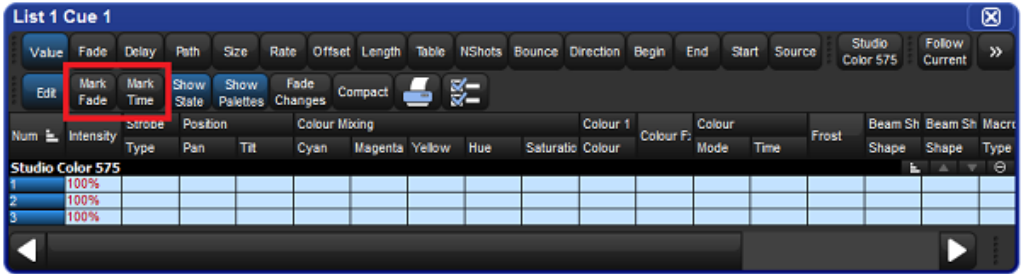 List 1 Cue 1
Value Fade Delay Path Size Rate Offset Length Table NShots Bounce Direction Begin End Start Source Studio Color 575 Follow Current »
Edit Mark Fade Mark Time Show State Show Palettes Fade Changes Compact
Num Intensity Strobe Position Colour Mixing Colour 1 Colour F: Colour Frost Beam Sh Beam Sh Macro
Type Pan Tilt Cyan Magenta Yellow Hue Saturatic Colour Mode Time Shape Shape Type
Studio Color 575
1 100%
2 100%
3 100%